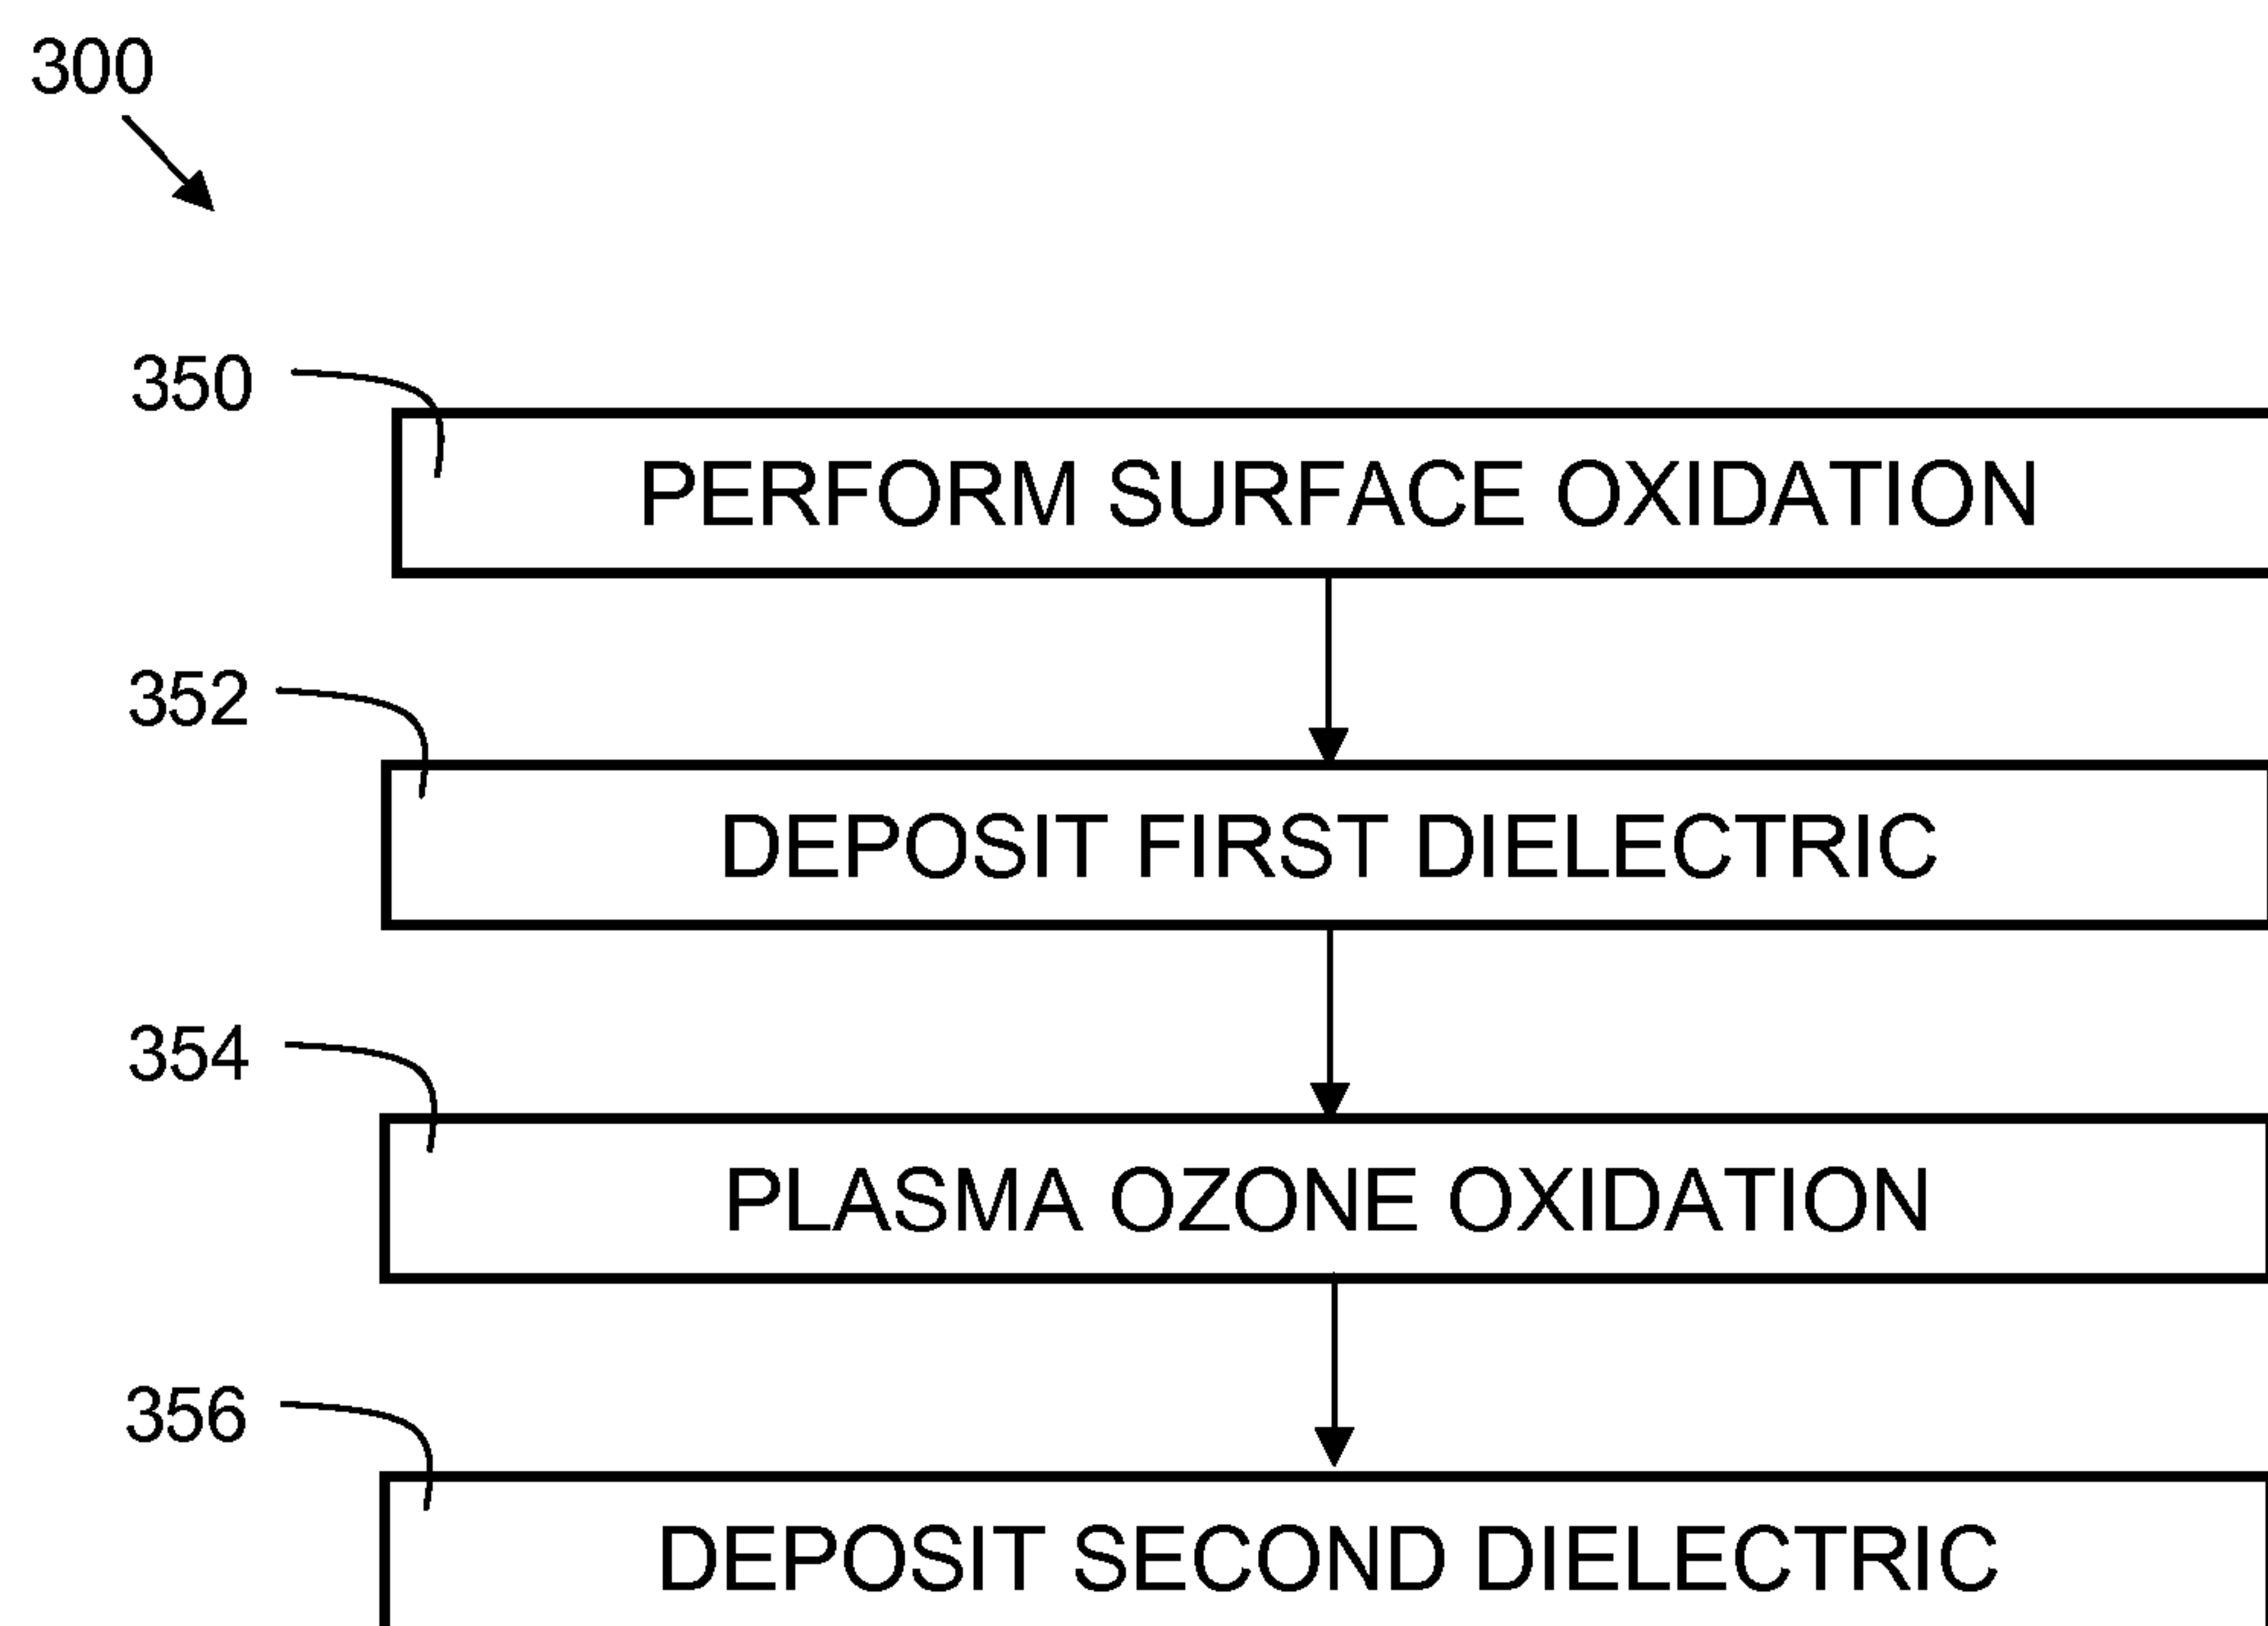 300
350
PERFORM SURFACE OXIDATION
352
DEPOSIT FIRST DIELECTRIC
354
PLASMA OZONE OXIDATION
356
DEPOSIT SECOND DIELECTRIC